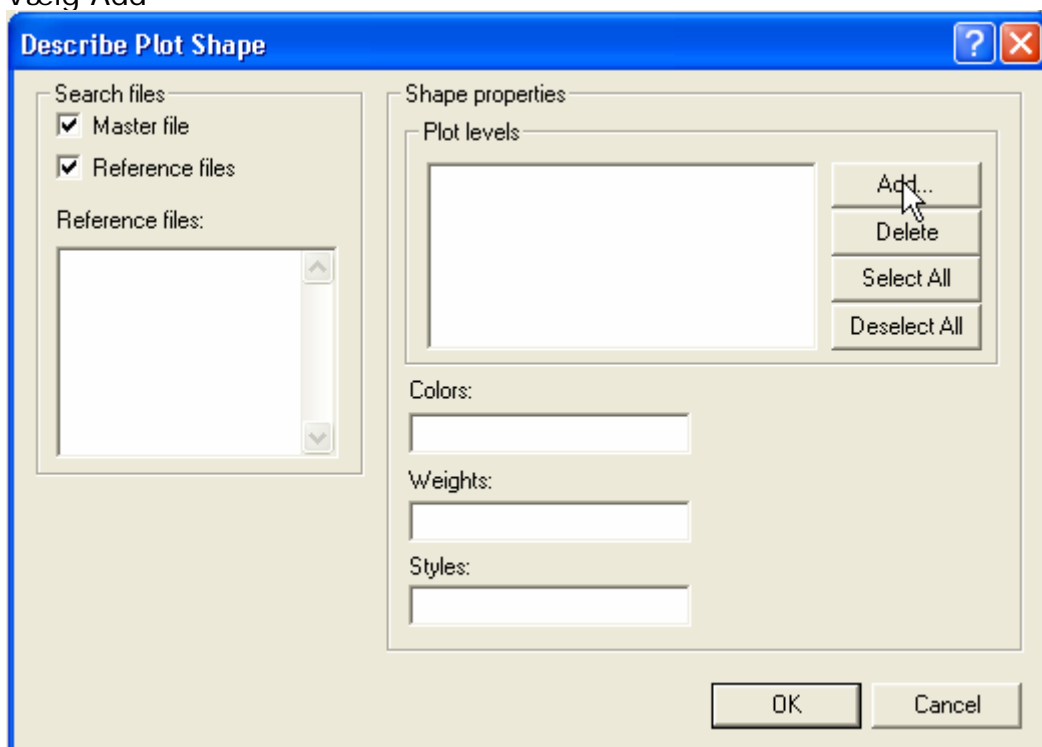 Vælg Add
Describe Plot Shape
Search files
Master file
Reference files
Reference files:
Shape properties
Plot levels
Add...
Delete
Select All
Deselect All
Colors:
Weights:
Styles:
OK
Cancel